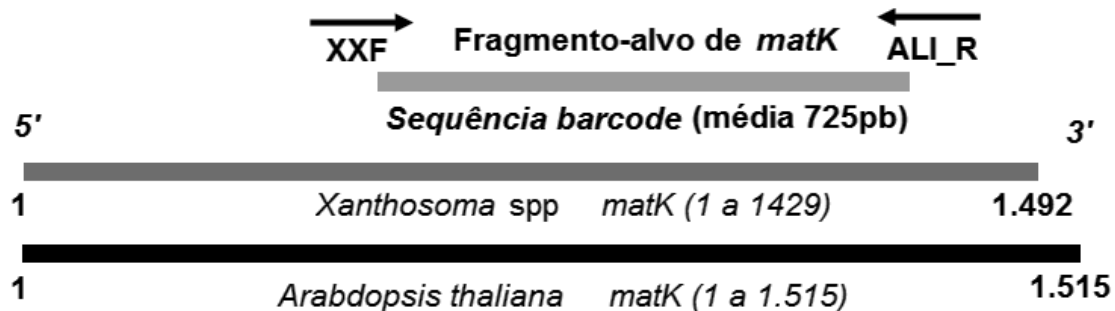 XXF Fragmento-alvo de matK ALI_R
Sequência barcode (média 725pb)
5' 3'
1 Xanthosoma spp matK (1 a 1429) 1.492
1 Arabdopsis thaliana matK (1 a 1.515) 1.515